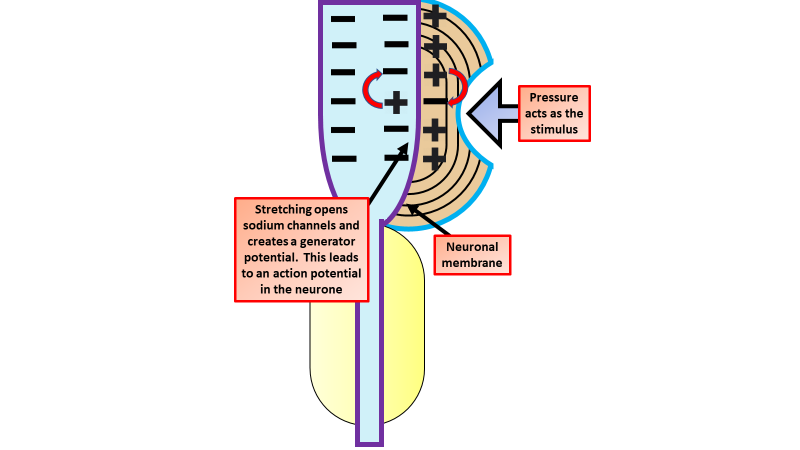 Pressure
acts as the
stimulus
Stretching opens
sodium channels and
creates a generator
potential. This leads
to an action potential
in the neurone
Neuronal
membrane